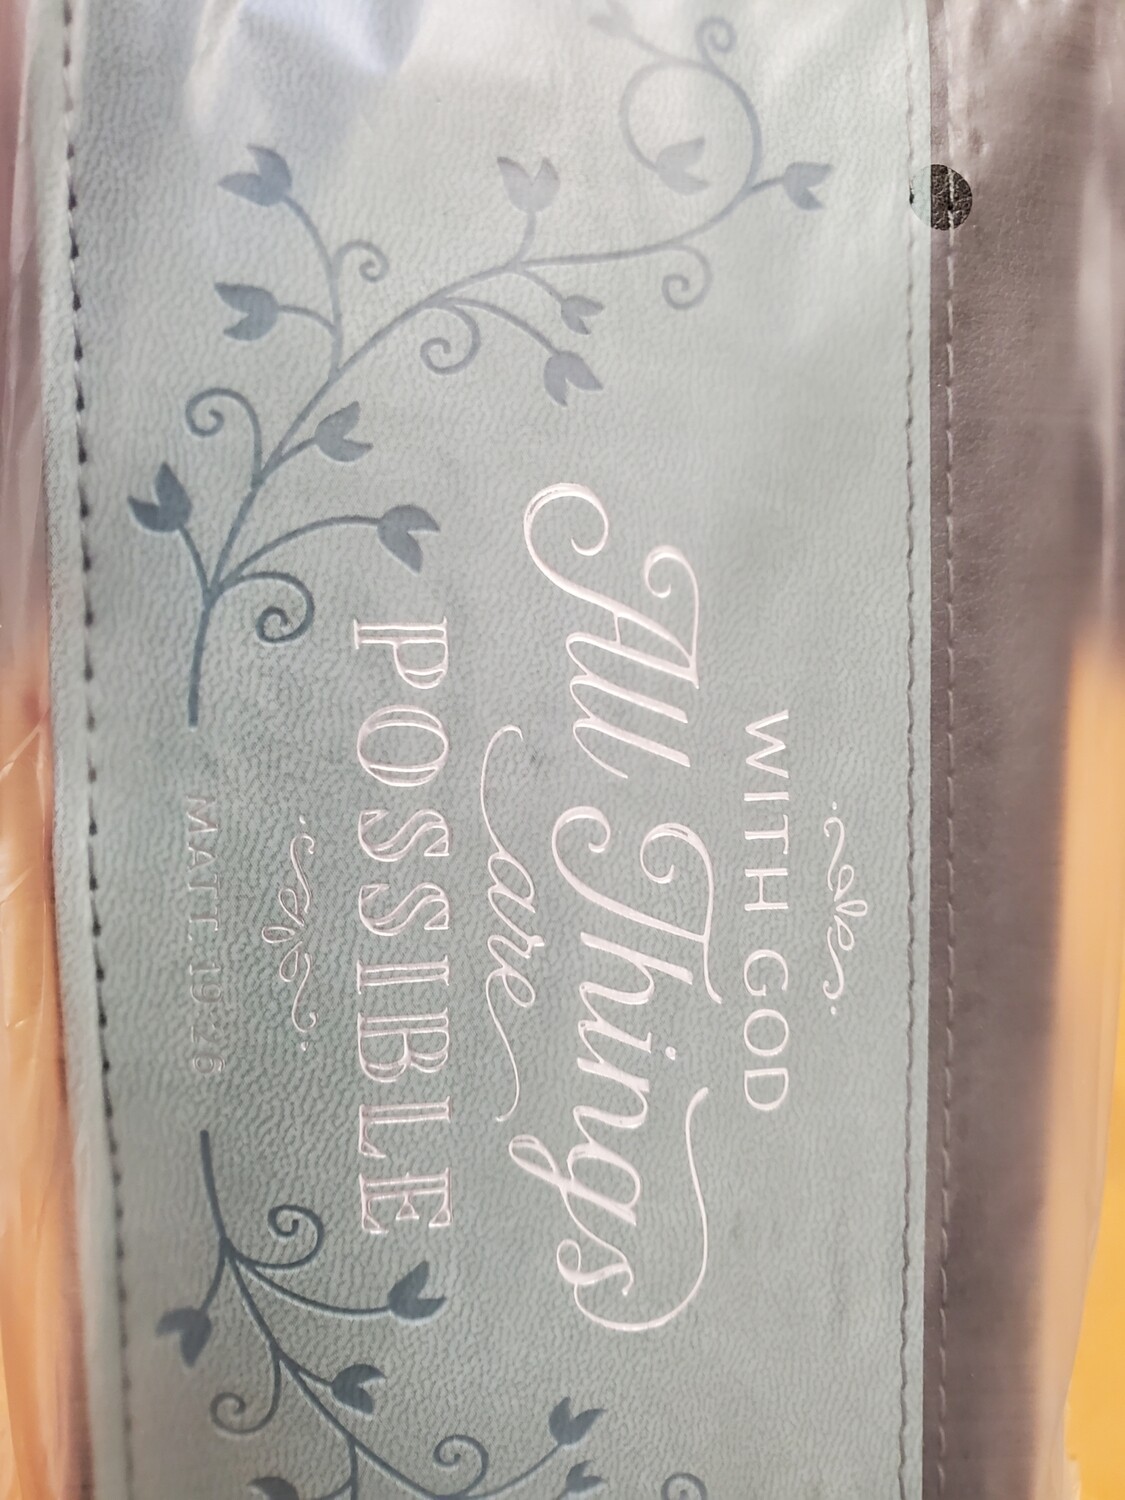 WITH GOD
All Things
are
POSSIBLE
MATT. 19:26